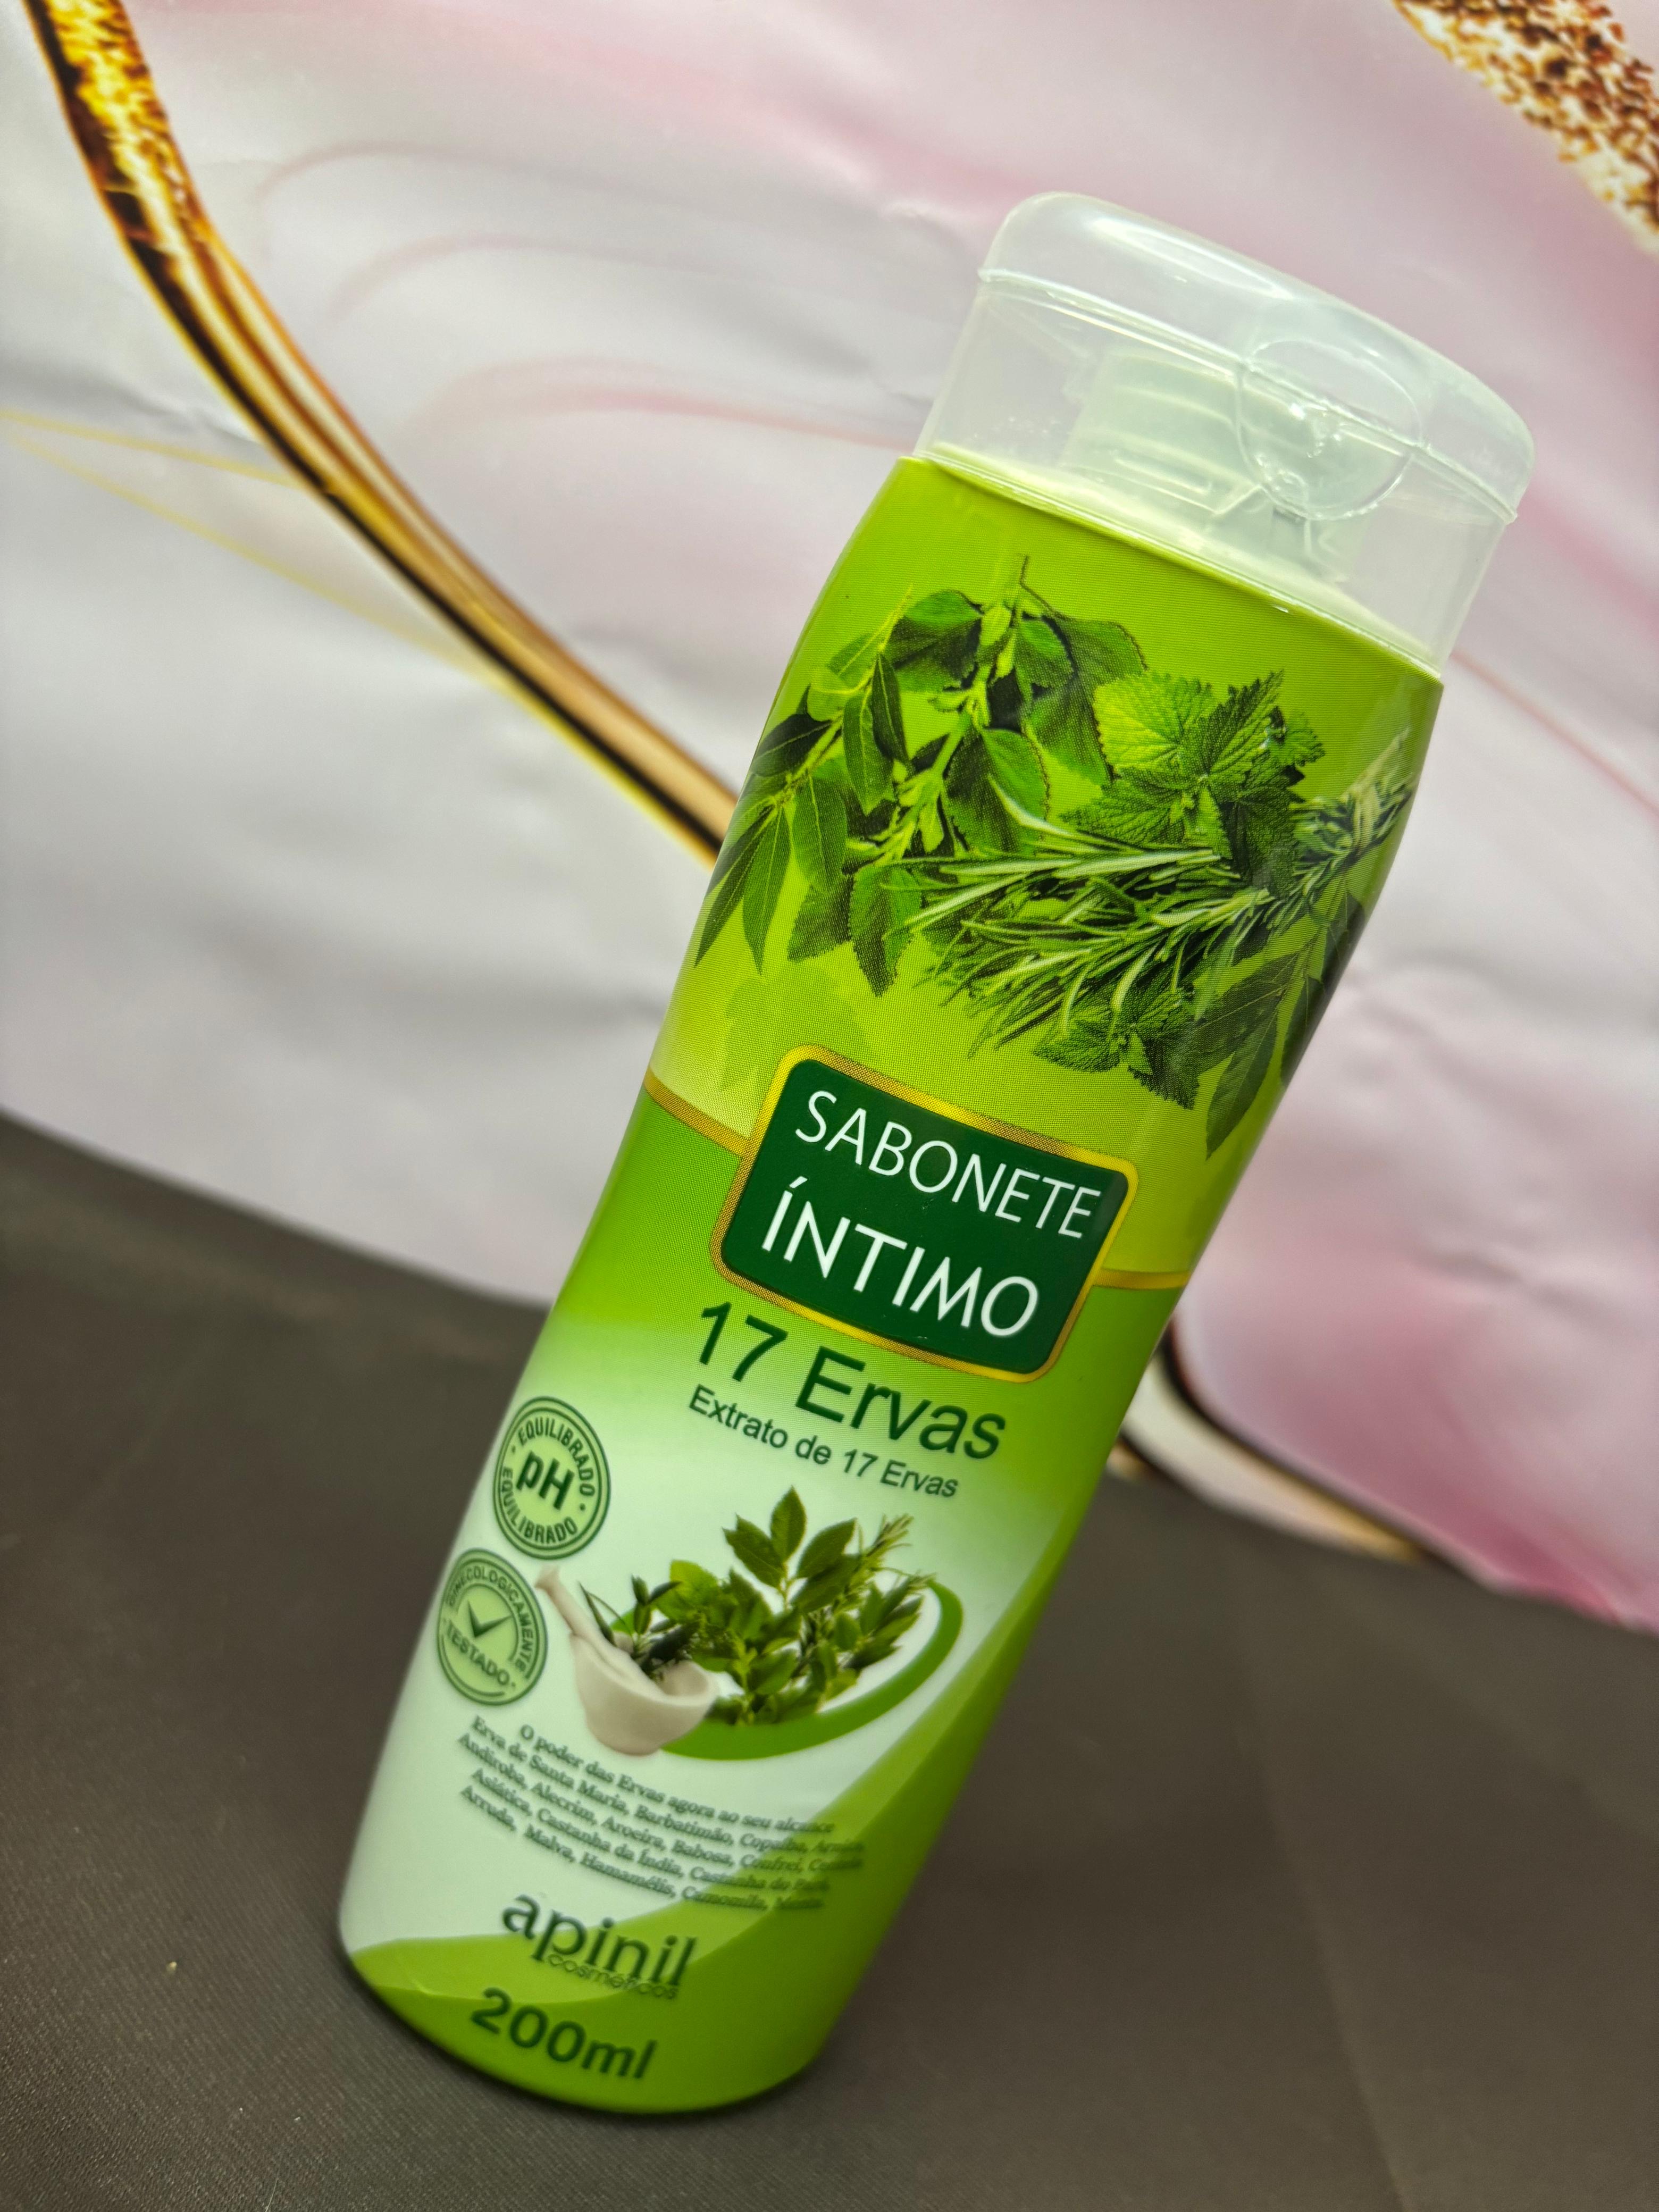 SABONETE
ÍNTIMO
17 Ervas
Extrato de 17 Ervas
EQUILIBRADO
pH
EQUILIBRADO
GINECOLOGICAMENTE
TESTADO
O poder das Ervas agora ao seu alcance
Erva de Santa Maria, Barbatimão, Copaíba,
Andiroba, Alecrim, Aroeira, Babosa, Confrei,
Asiática, Castanha da Índia, Castanha do Pará,
Arruda, Malva, Hamamélis, Camomila,
apinil
cosméticos
200ml